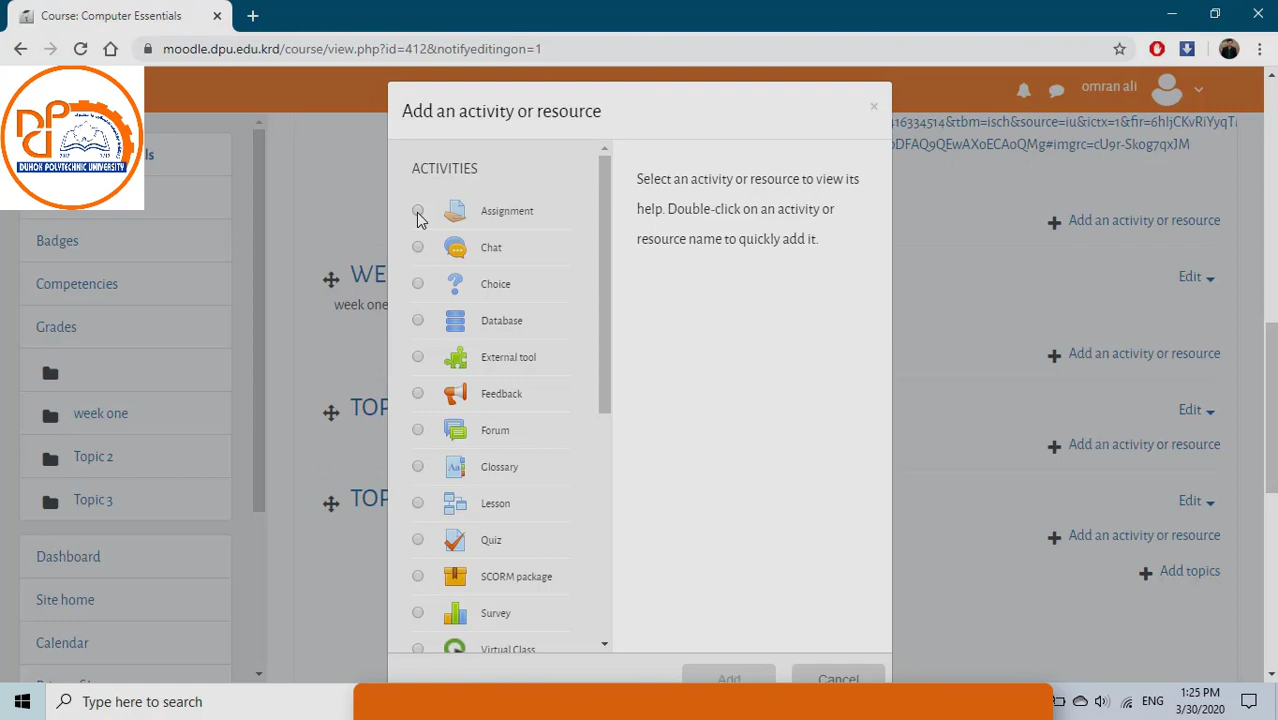 Course: Computer Essentials
moodle.dpu.edu.krd/course/view.php?id=412&notifyeditingon=1
DUHOK POLYTECHNIC UNIVERSITY
omran ali
Add an activity or resource
ACTIVITIES
Assignment
Chat
Choice
Database
External tool
Feedback
Forum
Glossary
Lesson
Quiz
SCORM package
Survey
Virtual Class
Select an activity or resource to view its
help. Double-click on an activity or
resource name to quickly add it.
Add
Cancel
Badges
Competencies
Grades
week one
Topic 2
Topic 3
Dashboard
Site home
Calendar
WE
week one
TOP
TOP
Add an activity or resource
Edit
Add an activity or resource
Edit
Add an activity or resource
Edit
Add an activity or resource
Add topics
Type here to search
ENG
1:25 PM
3/30/2020